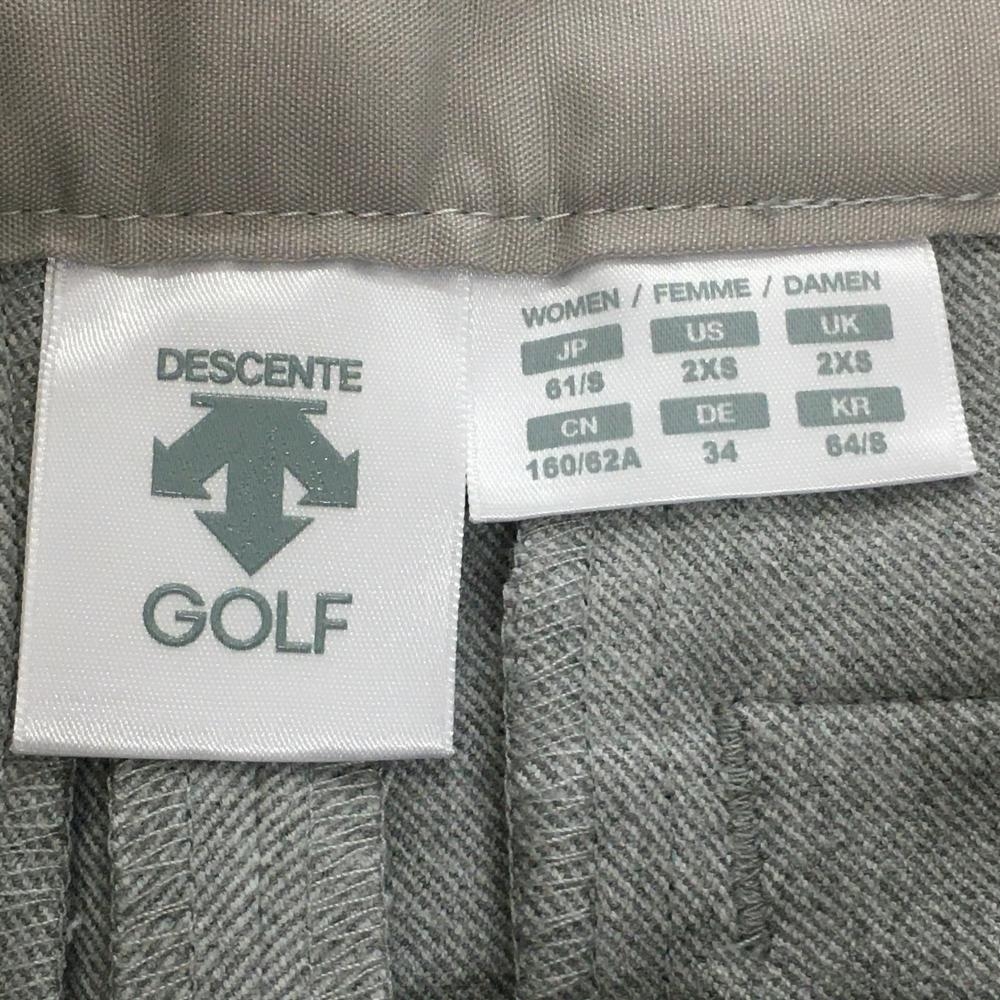 DESCENTE
GOLF
WOMEN / FEMME / DAMEN
JP US UK
61/S 2XS 2XS
CN DE KR
160/62A 34 64/S